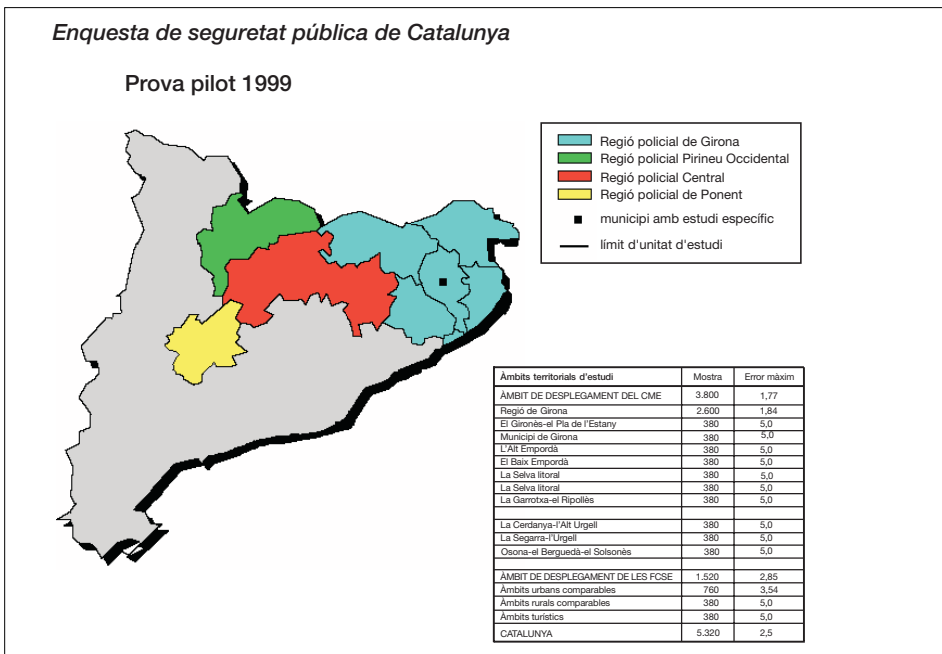 Enquesta de seguretat pública de Catalunya
Prova pilot 1999
Regió policial de Girona
Regió policial Pirineu Occidental
Regió policial Central
Regió policial de Ponent
municipi amb estudi específic
límit d'unitat d'estudi
Àmbits territorials d'estudi Mostra Error màxim
ÀMBIT DE DESPLEGAMENT DEL CME 3.800 1,77
Regió de Girona 2.600 1,84
El Gironès-el Pla de l'Estany 380 5,0
Municipi de Girona 380 5,0
L'Alt Empordà 380 5,0
El Baix Empordà 380 5,0
La Selva litoral 380 5,0
La Selva litoral 380 5,0
La Garrotxa-el Ripollès 380 5,0
La Cerdanya-l'Alt Urgell 380 5,0
La Segarra-l'Urgell 380 5,0
Osona-el Berguedà-el Solsonès 380 5,0
ÀMBIT DE DESPLEGAMENT DE LES FCSE 1.520 2,85
Àmbits urbans comparables 760 3,54
Àmbits rurals comparables 380 5,0
Àmbits turístics 380 5,0
CATALUNYA 5.320 2,5